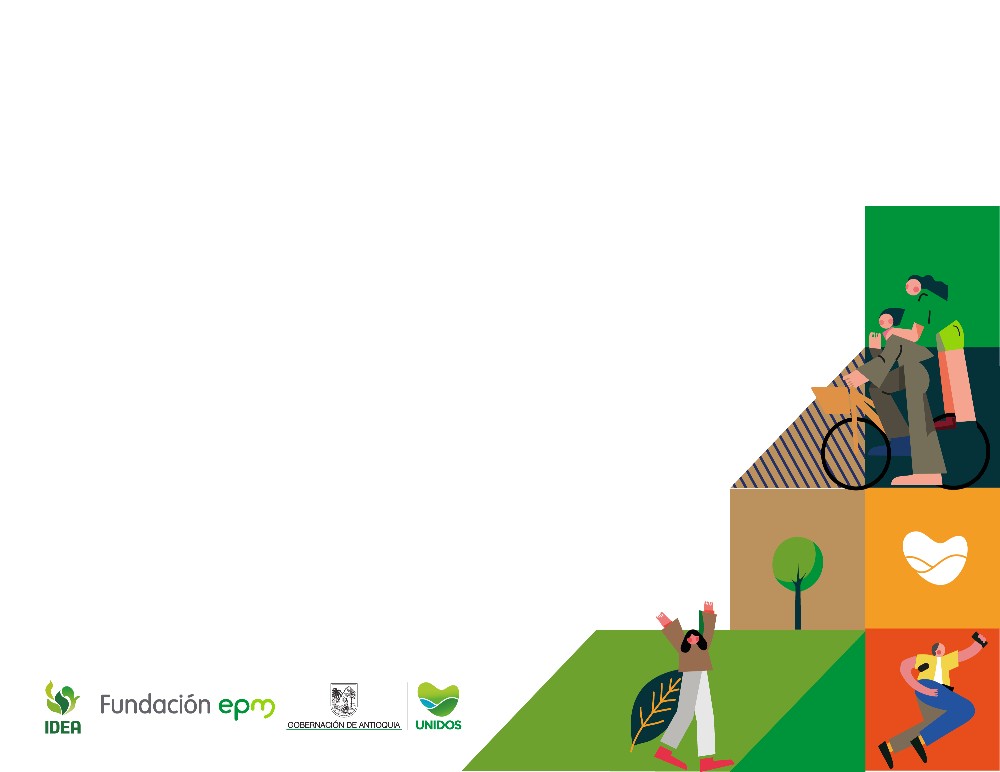 IDEA
Fundación epm
GOBERNACIÓN DE ANTIOQUIA
UNIDOS